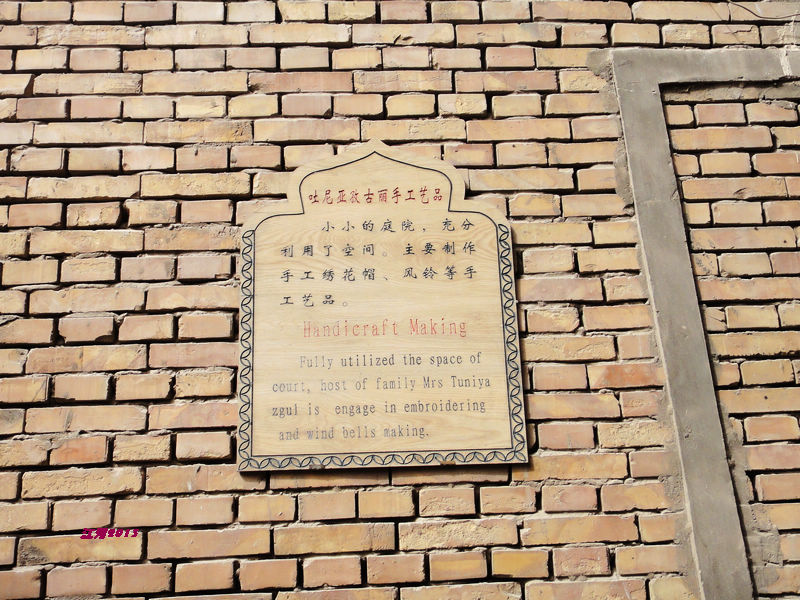 吐尼亚孜古丽手工艺品
小小的庭院，充分
利用了空间。主要制作
手工绣花帽、风铃等手
工艺品。
Handicraft Making
Fully utilized the space of
court, host of family Mrs Tuniya
zgul is engage in embroidering
and wind bells making.
2013